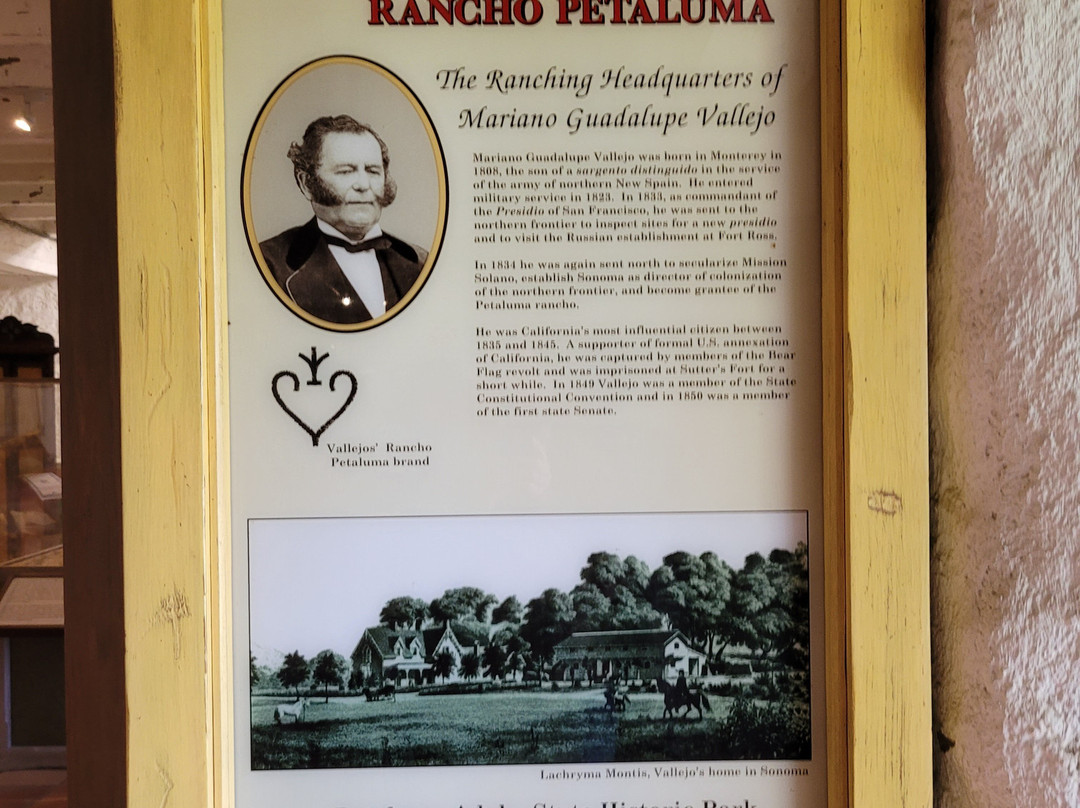 RANCHO PETALUMA
The Ranching Headquarters of
Mariano Guadalupe Vallejo
Mariano Guadalupe Vallejo was born in Monterey in
1808, the son of a sargento distinguido in the service
of the army of northern New Spain. He entered
military service in 1823. In 1833, as commandant of
the Presidio of San Francisco, he was sent to the
northern frontier to inspect sites for a new presidio
and to visit the Russian establishment at Fort Ross.
In 1834 he was again sent north to secularize Mission
Solano, establish Sonoma as director of colonization
of the northern frontier, and become grantee of the
Petaluma rancho.
He was California's most influential citizen between
1835 and 1845. A supporter of formal U.S. annexation
of California, he was captured by members of the Bear
Flag revolt and was imprisoned at Sutter's Fort for a
short while. In 1849 Vallejo was a member of the State
Constitutional Convention and in 1850 was a member
of the first state Senate.
Vallejos' Rancho
Petaluma brand
Lachryma Montis, Vallejo's home in Sonoma
State Historic Park